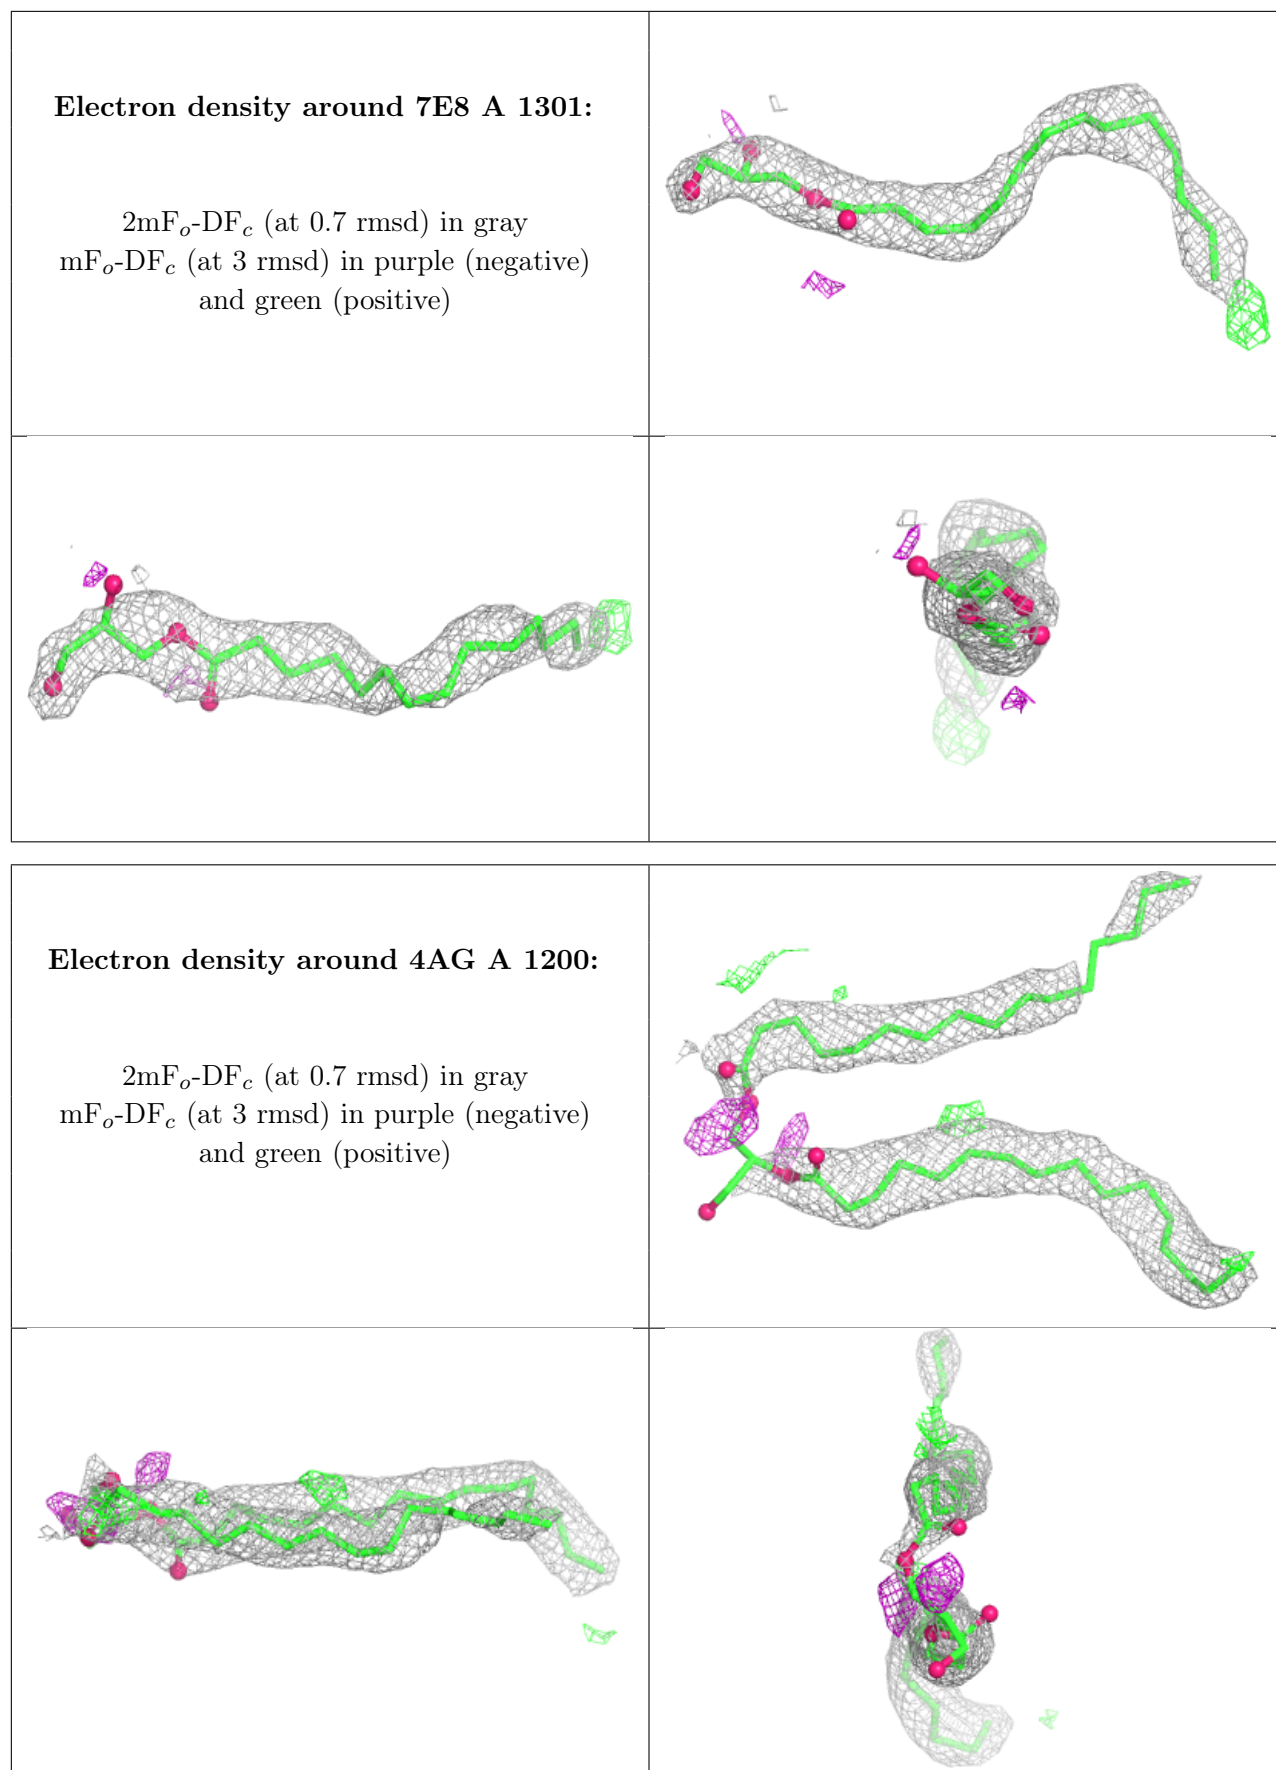 Electron density around 7E8 A 1301:
2mFo-DFc (at 0.7 rmsd) in gray
mFo-DFc (at 3 rmsd) in purple (negative)
and green (positive)
Electron density around 4AG A 1200:
2mFo-DFc (at 0.7 rmsd) in gray
mFo-DFc (at 3 rmsd) in purple (negative)
and green (positive)